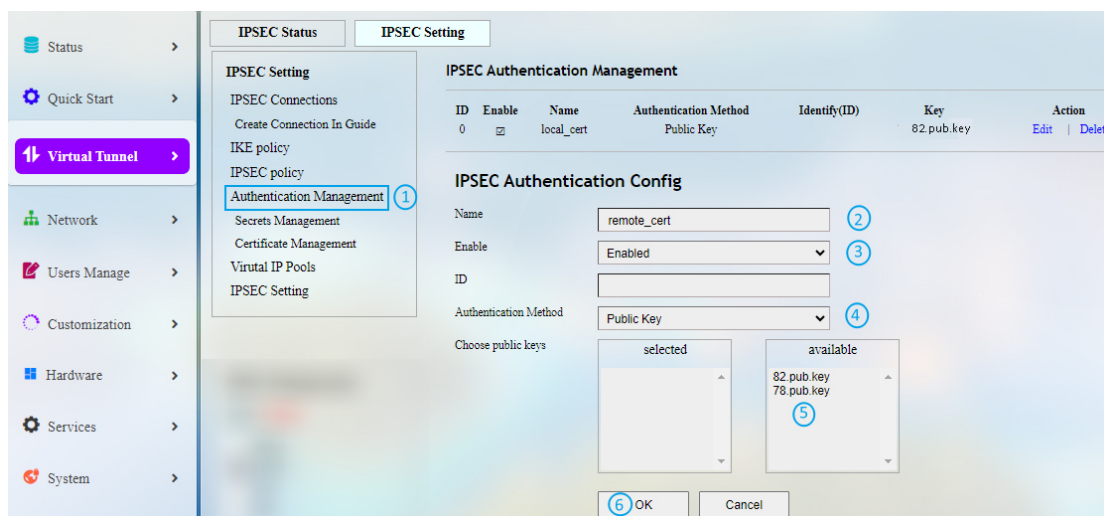 Status
Quick Start
Virtual Tunnel
Network
Users Manage
Customization
Hardware
Services
System
IPSEC Status
IPSEC Setting
IPSEC Setting
IPSEC Connections
Create Connection In Guide
IKE policy
IPSEC policy
Authentication Management 1
Secrets Management
Certificate Management
Virutal IP Pools
IPSEC Setting
IPSEC Authentication Management
ID Enable Name Authentication Method Identify(ID) Key Action
0 local_cert Public Key 82.pub.key Edit | Delet
IPSEC Authentication Config
Name remote_cert 2
Enable Enabled 3
ID
Authentication Method Public Key 4
Choose public keys selected available
82.pub.key
78.pub.key
5
6 OK Cancel